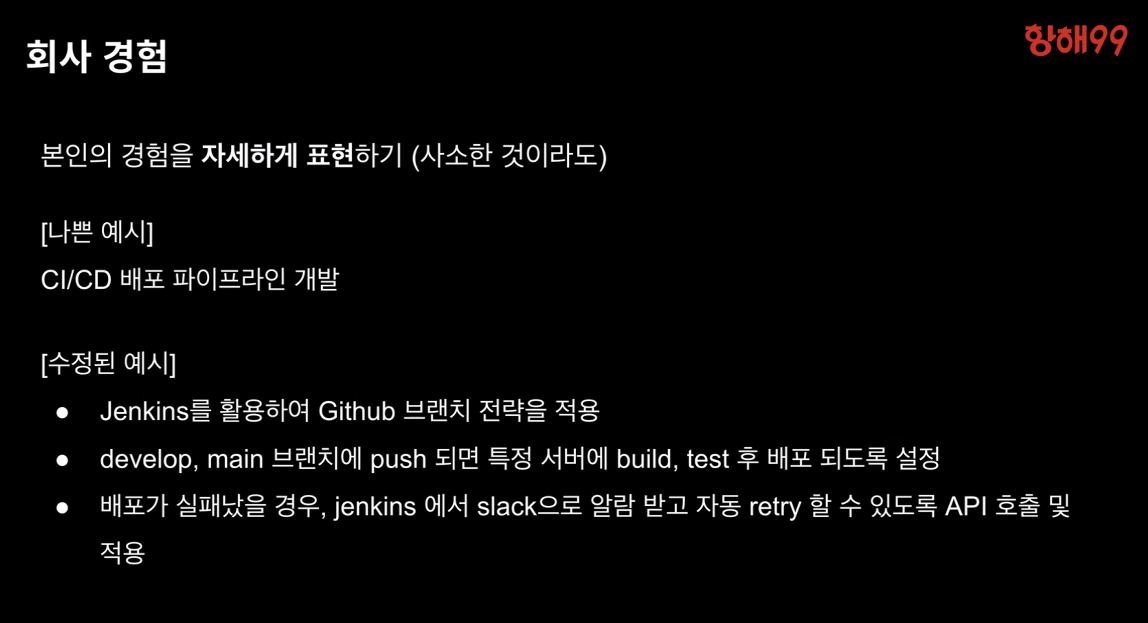 회사 경험
항해99
본인의 경험을 자세하게 표현하기 (사소한 것이라도)
[나쁜 예시]
CI/CD 배포 파이프라인 개발
[수정된 예시]
● Jenkins를 활용하여 Github 브랜치 전략을 적용
● develop, main 브랜치에 push 되면 특정 서버에 build, test 후 배포 되도록 설정
● 배포가 실패났을 경우, jenkins 에서 slack으로 알람 받고 자동 retry 할 수 있도록 API 호출 및
적용